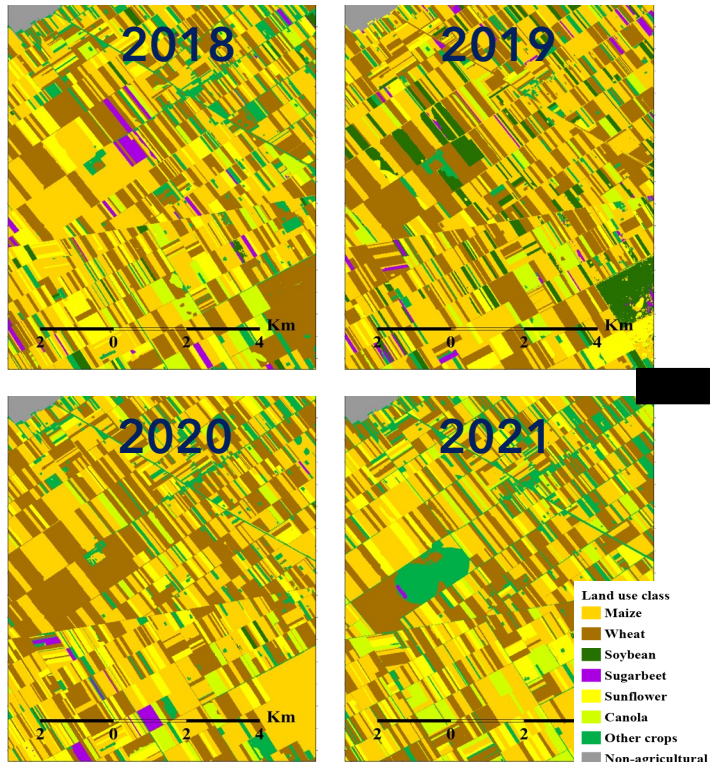 2018
2019
2 0 2 4 Km
2 0 2 4 Km
2020
2021
2 0 2 4 Km
2 0 2
Land use class
Maize
Wheat
Soybean
Sugarbeet
Sunflower
Canola
Other crops
Non-agricultural